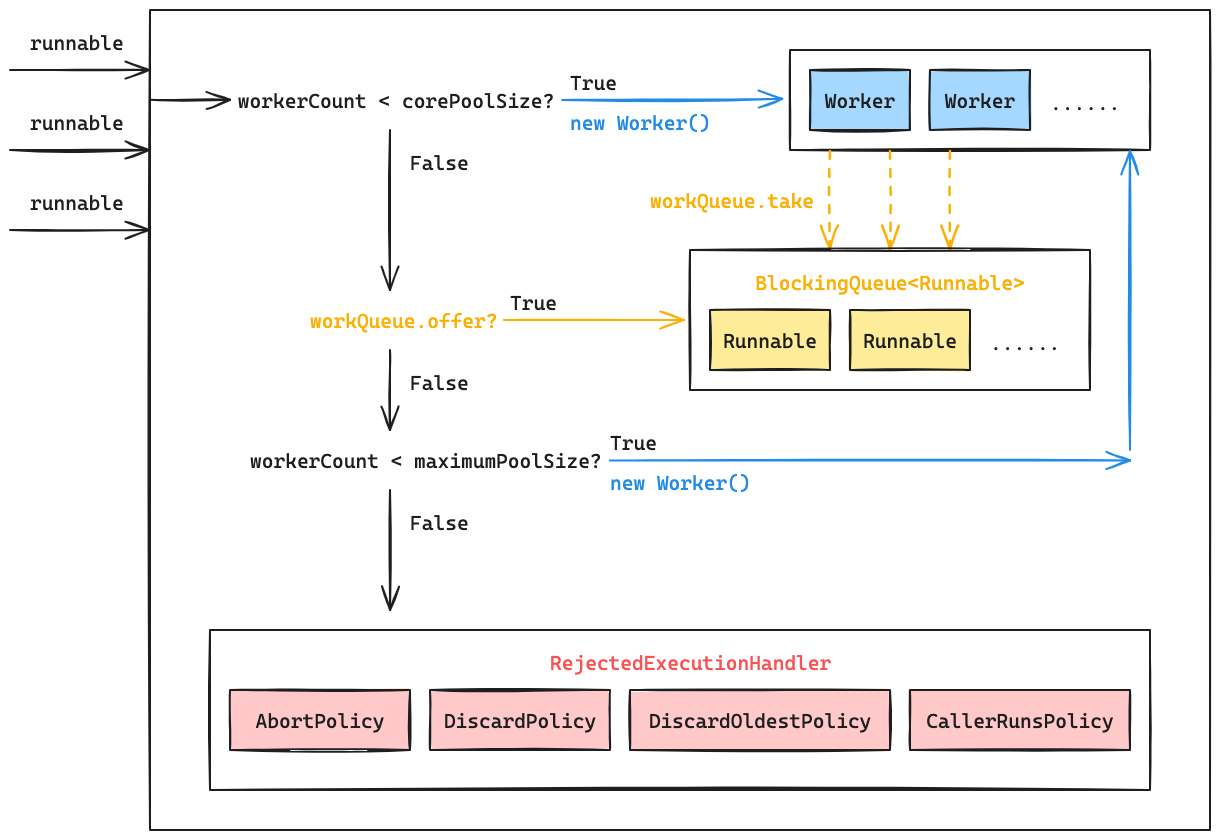 runnable
runnable
runnable
workerCount < corePoolSize?
True
new Worker()
Worker
Worker
......
False
workQueue.take
BlockingQueue<Runnable>
workQueue.offer?
True
Runnable
Runnable
......
False
workerCount < maximumPoolSize?
True
new Worker()
False
RejectedExecutionHandler
AbortPolicy
DiscardPolicy
DiscardOldestPolicy
CallerRunsPolicy